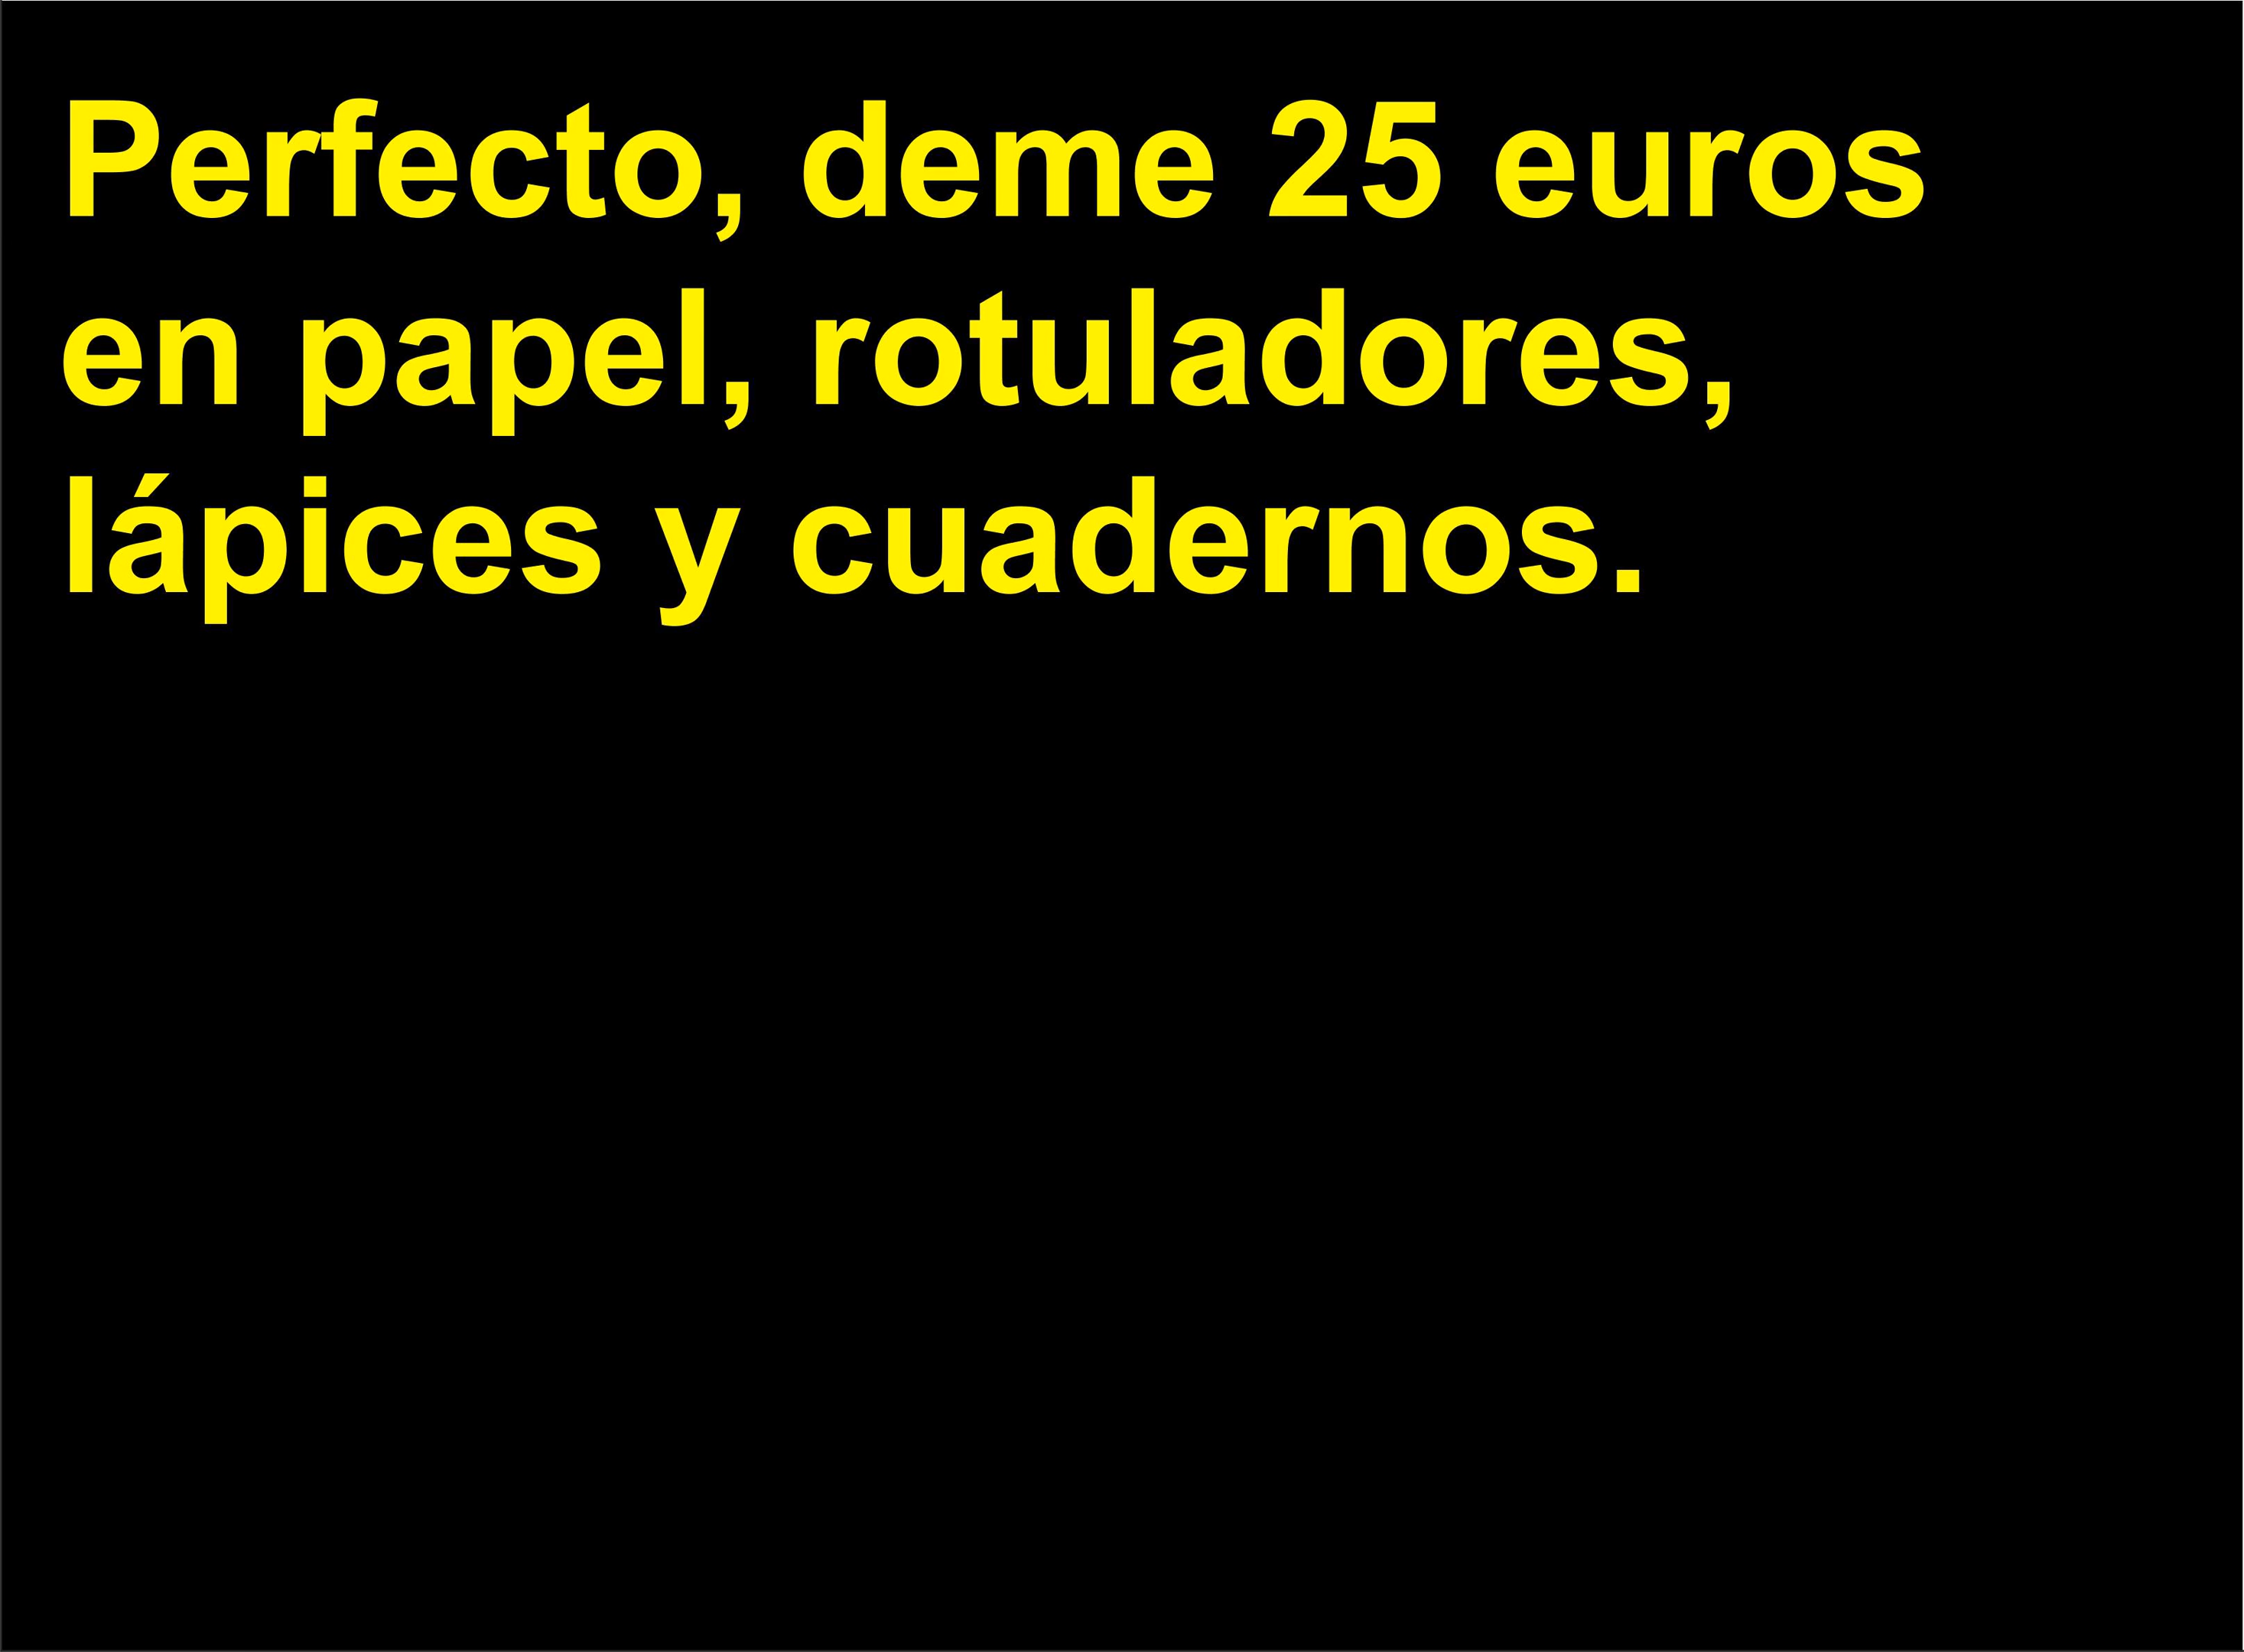 Perfecto, deme 25 euros
en papel, rotuladores,
lápices y cuadernos.